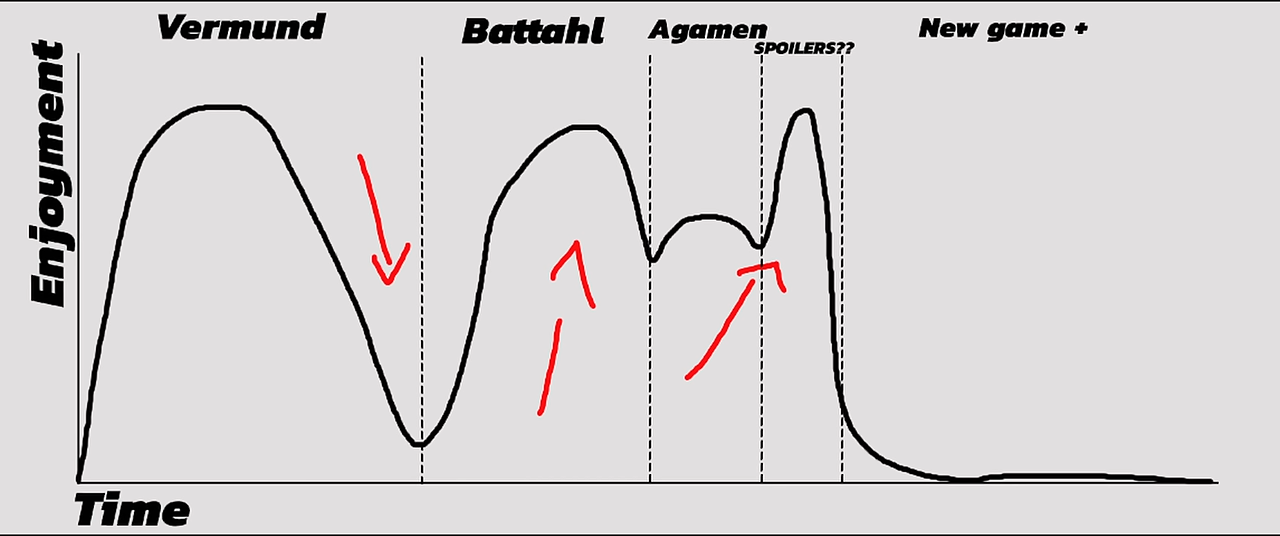 Vermund
Battahl
Agamen
SPOILERS??
New game +
Enjoyment
Time